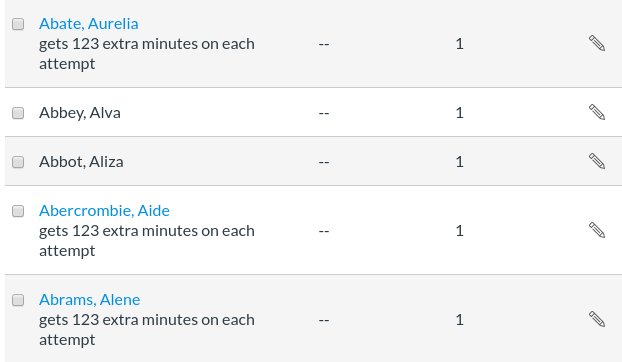 Abate, Aurelia
gets 123 extra minutes on each
attempt
-- 1
Abbey, Alva -- 1
Abbot, Aliza -- 1
Abercrombie, Aide
gets 123 extra minutes on each
attempt
-- 1
Abrams, Alene
gets 123 extra minutes on each
attempt
-- 1